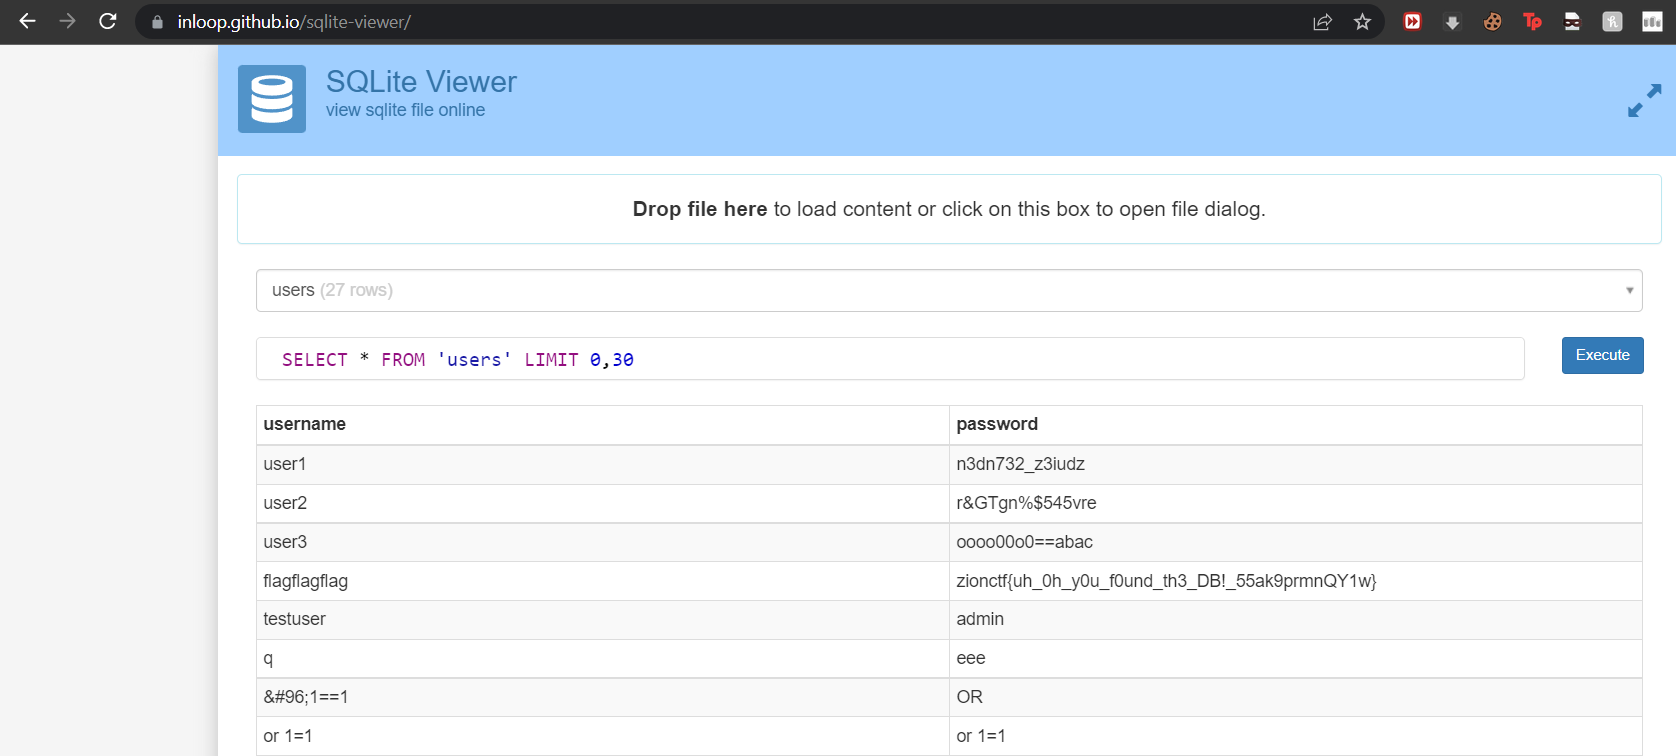 inloop.github.io/sqlite-viewer/
SQLite Viewer
view sqlite file online
Drop file here to load content or click on this box to open file dialog.
users (27 rows)
SELECT * FROM 'users' LIMIT 0,30
Execute
username password
user1 n3dn732_z3iudz
user2 r&GTgn%$545vre
user3 oooo00o0==abac
flagflagflag zionctf{uh_0h_y0u_f0und_th3_DB!_55ak9prmnQY1w}
testuser admin
q eee
&#96;1==1 OR
or 1=1 or 1=1